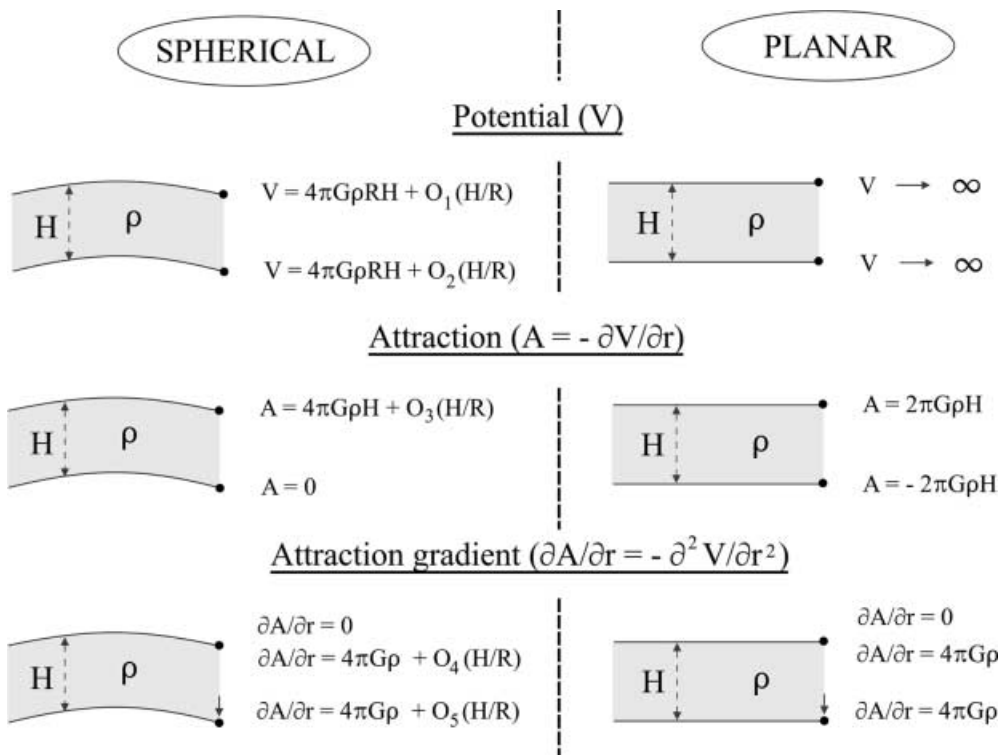 SPHERICAL
PLANAR
Potential (V)
H
ρ
V = 4πGρRH + O₁(H/R)
V = 4πGρRH + O₂(H/R)
H
ρ
V → ∞
V → ∞
Attraction (A = - ∂V/∂r)
H
ρ
A = 4πGρH + O₃(H/R)
A = 0
H
ρ
A = 2πGρH
A = - 2πGρH
Attraction gradient (∂A/∂r = - ∂² V/∂r²)
H
ρ
∂A/∂r = 0
∂A/∂r = 4πGρ + O₄(H/R)
∂A/∂r = 4πGρ + O₅(H/R)
H
ρ
∂A/∂r = 0
∂A/∂r = 4πGρ
∂A/∂r = 4πGρ